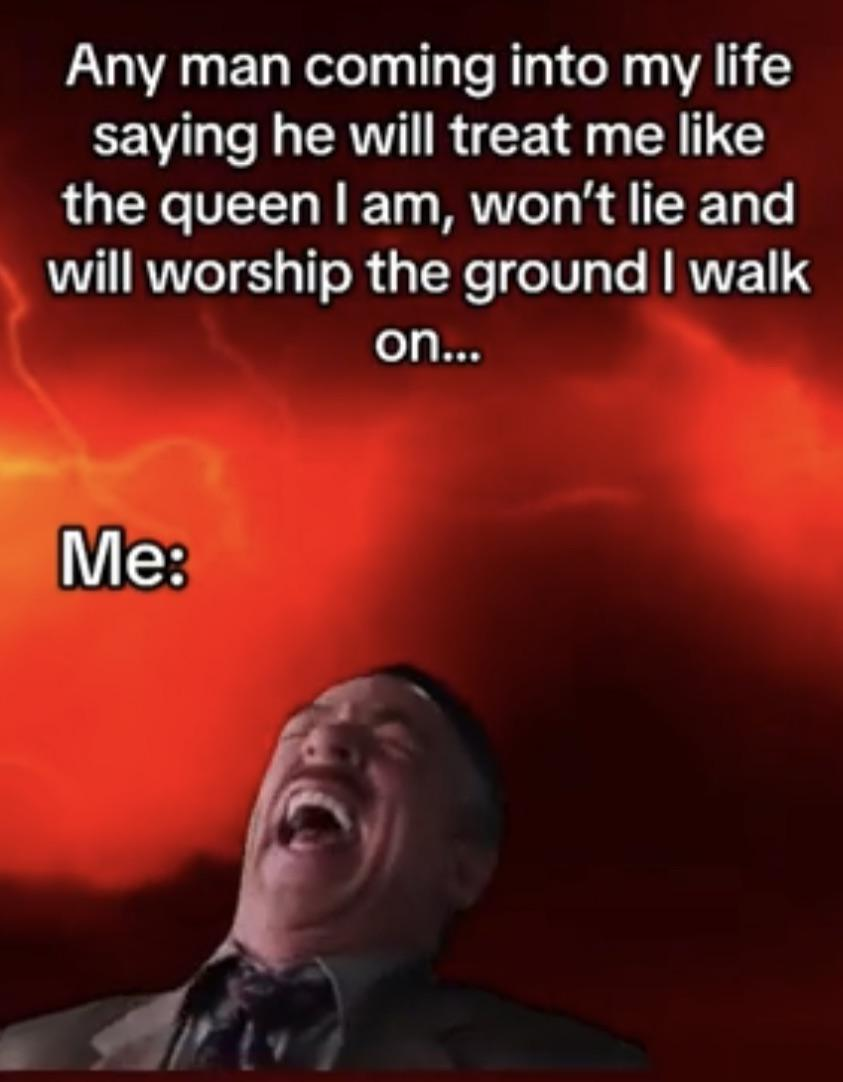 Any man coming into my life
saying he will treat me like
the queen I am, won’t lie and
will worship the ground I walk
on...
Me: